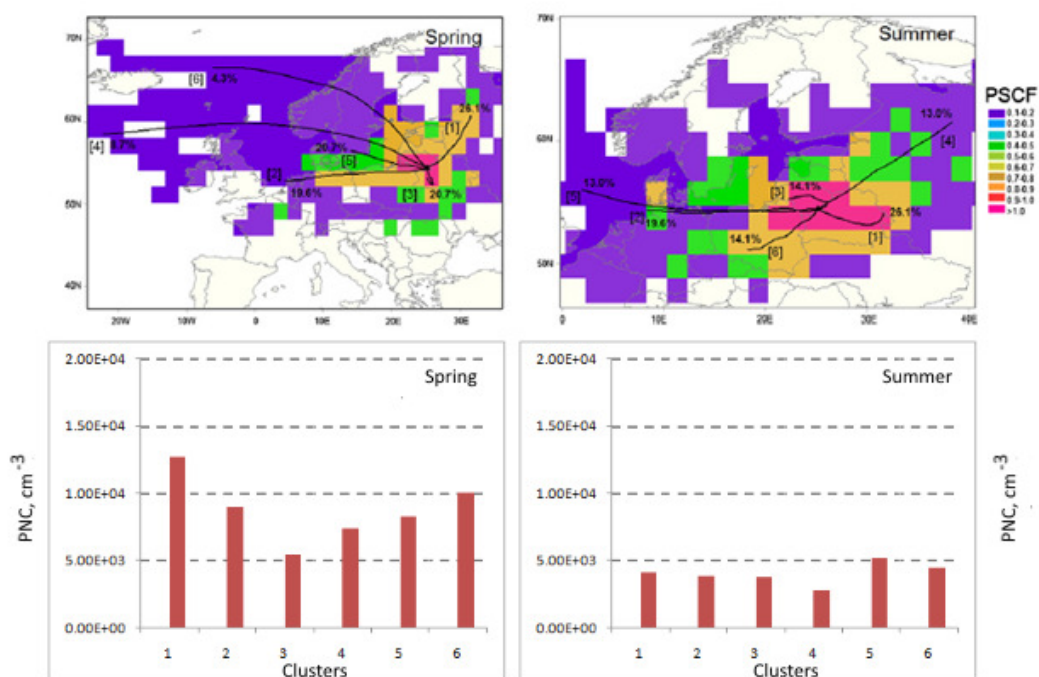 Spring
70N
60N
50N
40N
20W
10W
0
10E
20E
30E
[6]
4.3%
26.1%
[1]
[4]
8.7%
20.7%
[5]
[2]
19.6%
[3]
20.7%
Summer
70N
60N
50N
0
10E
20E
30E
40E
13.0%
[4]
[5]
13.0%
[3]
14.1%
[2]
19.6%
26.1%
[1]
14.1%
[6]
PSCF
0.1-0.2
0.2-0.3
0.3-0.4
0.4-0.5
0.5-0.6
0.6-0.7
0.7-0.8
0.8-0.9
0.9-1.0
>1.0
PNC, cm⁻³
Spring
2.00E+04
1.50E+04
1.00E+04
5.00E+03
0.00E+00
1 2 3 4 5 6
Clusters
Summer
2.00E+04
1.50E+04
1.00E+04
5.00E+03
0.00E+00
1 2 3 4 5 6
Clusters
PNC, cm⁻³